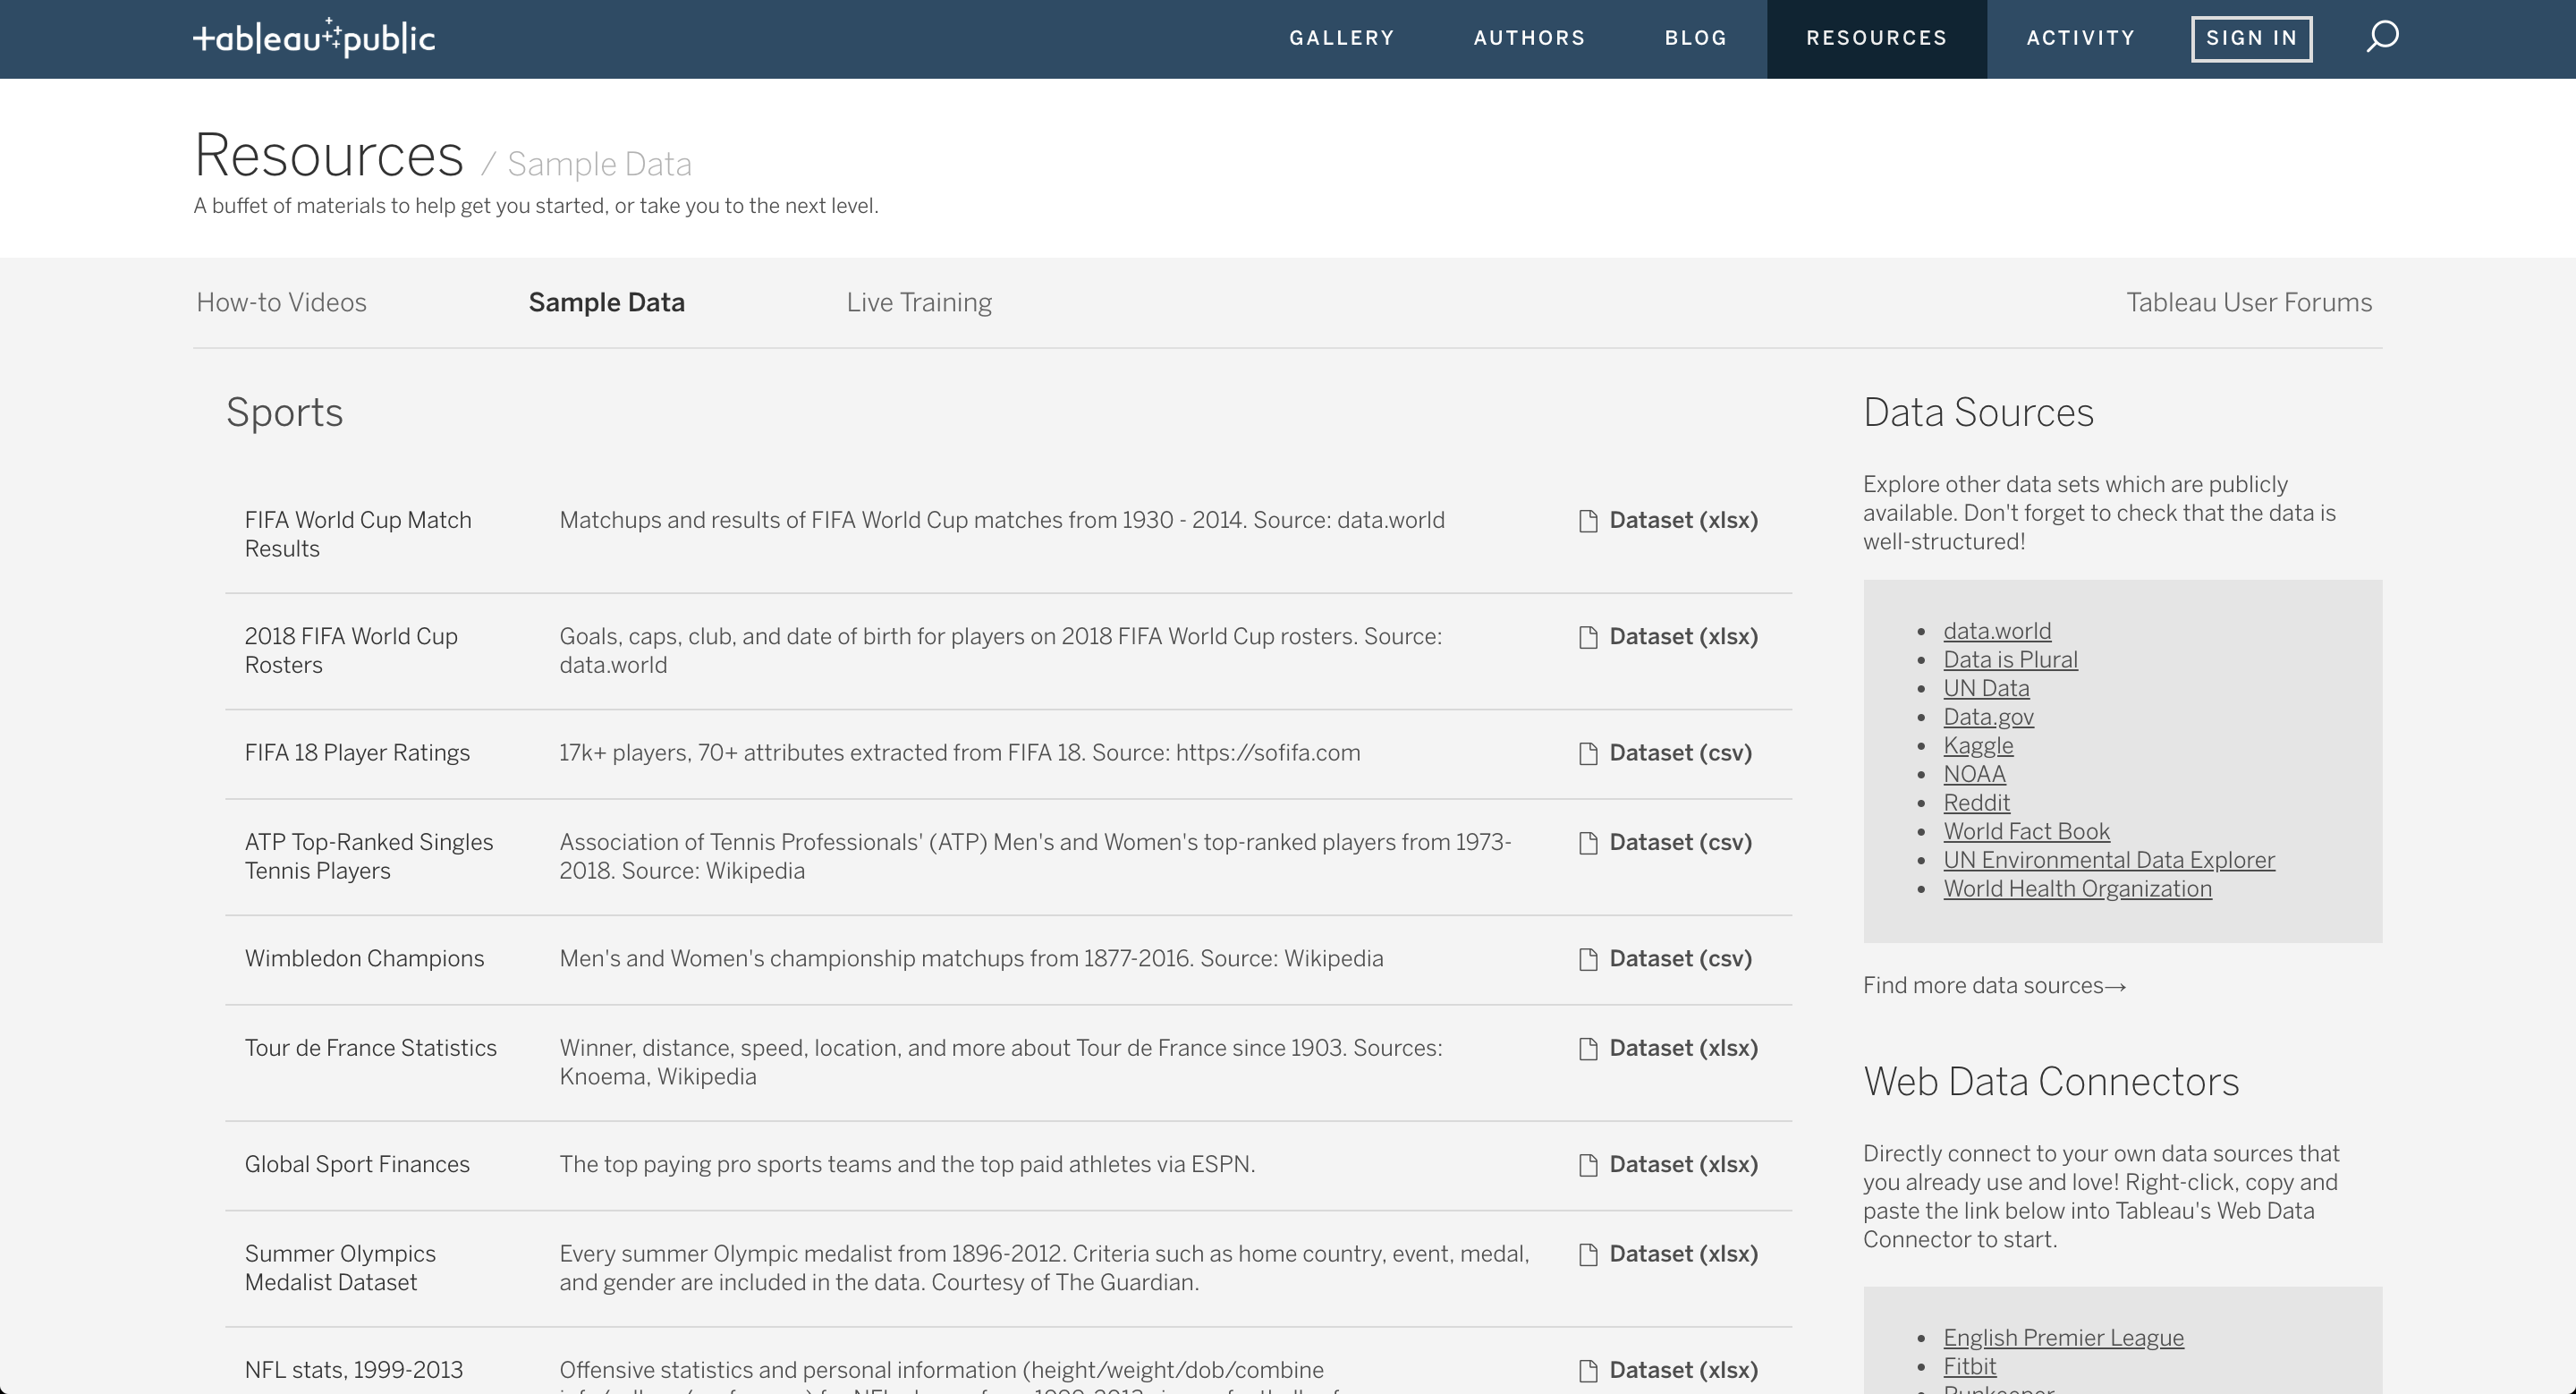 tableau public
GALLERY
AUTHORS
BLOG
RESOURCES
ACTIVITY
SIGN IN
Resources / Sample Data
A buffet of materials to help get you started, or take you to the next level.
How-to Videos
Sample Data
Live Training
Tableau User Forums
Sports
FIFA World Cup Match
Results
Matchups and results of FIFA World Cup matches from 1930 - 2014. Source: data.world
Dataset (xlsx)
2018 FIFA World Cup
Rosters
Goals, caps, club, and date of birth for players on 2018 FIFA World Cup rosters. Source:
data.world
Dataset (xlsx)
FIFA 18 Player Ratings
17k+ players, 70+ attributes extracted from FIFA 18. Source: https://sofifa.com
Dataset (csv)
ATP Top-Ranked Singles
Tennis Players
Association of Tennis Professionals' (ATP) Men's and Women's top-ranked players from 1973-
2018. Source: Wikipedia
Dataset (csv)
Wimbledon Champions
Men's and Women's championship matchups from 1877-2016. Source: Wikipedia
Dataset (csv)
Tour de France Statistics
Winner, distance, speed, location, and more about Tour de France since 1903. Sources:
Knoema, Wikipedia
Dataset (xlsx)
Global Sport Finances
The top paying pro sports teams and the top paid athletes via ESPN.
Dataset (xlsx)
Summer Olympics
Medalist Dataset
Every summer Olympic medalist from 1896-2012. Criteria such as home country, event, medal,
and gender are included in the data. Courtesy of The Guardian.
Dataset (xlsx)
NFL stats, 1999-2013
Offensive statistics and personal information (height/weight/dob/combine
Dataset (xlsx)
Data Sources
Explore other data sets which are publicly
available. Don't forget to check that the data is
well-structured!
data.world
Data is Plural
UN Data
Data.gov
Kaggle
NOAA
Reddit
World Fact Book
UN Environmental Data Explorer
World Health Organization
Find more data sources→
Web Data Connectors
Directly connect to your own data sources that
you already use and love! Right-click, copy and
paste the link below into Tableau's Web Data
Connector to start.
English Premier League
Fitbit